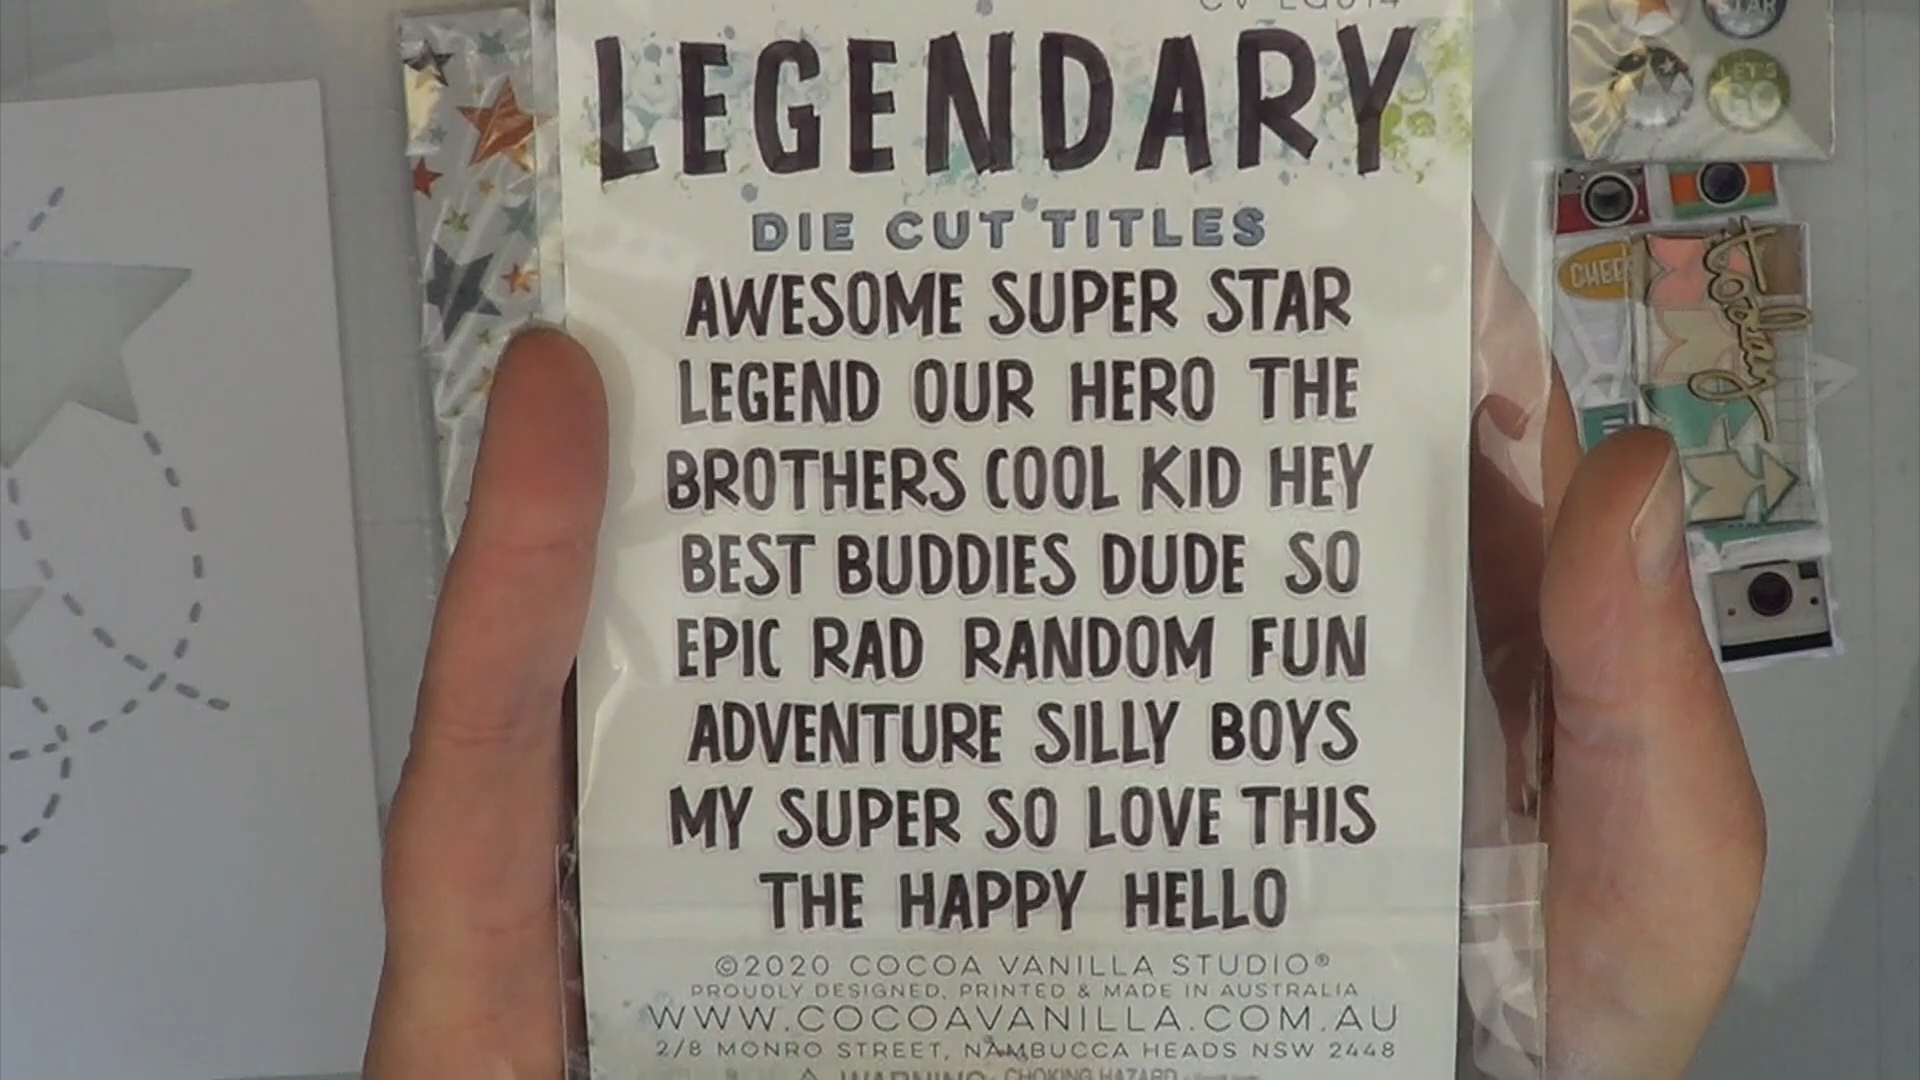 LEGENDARY
DIE CUT TITLES
AWESOME SUPER STAR
LEGEND OUR HERO THE
BROTHERS COOL KID HEY
BEST BUDDIES DUDE SO
EPIC RAD RANDOM FUN
ADVENTURE SILLY BOYS
MY SUPER SO LOVE THIS
THE HAPPY HELLO
©2020 COCOA VANILLA STUDIO®
PROUDLY DESIGNED, PRINTED & MADE IN AUSTRALIA
WWW.COCOAVANILLA.COM.AU
2/8 MONRO STREET, NAMBUCCA HEADS NSW 2448
WARNING: CHOKING HAZARD
STAR
LET'S
GO
today